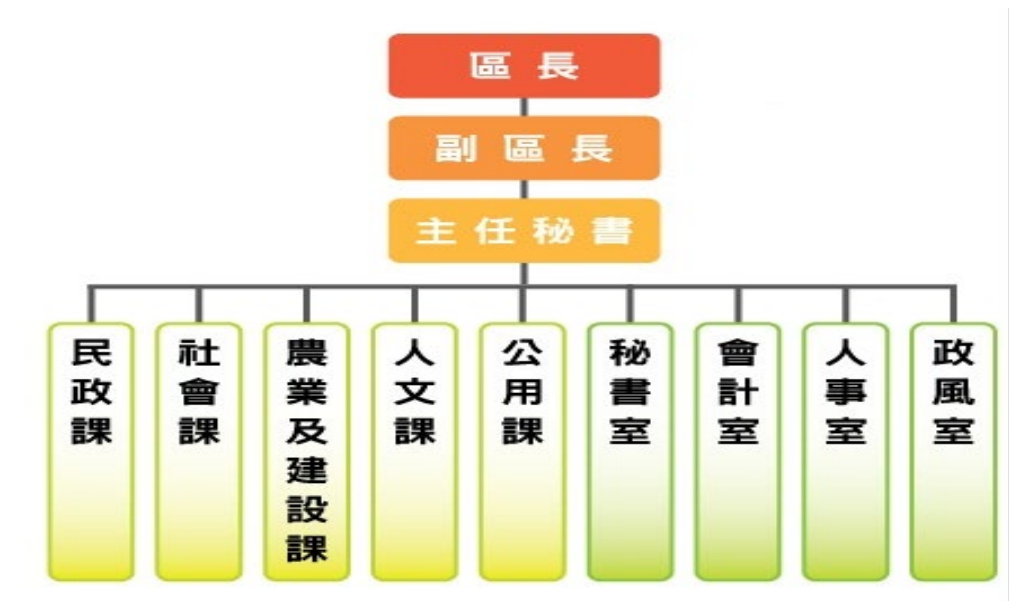 區長
副區長
主任秘書
民政課
社會課
農業及建設課
人文課
公用課
秘書室
會計室
人事室
政風室